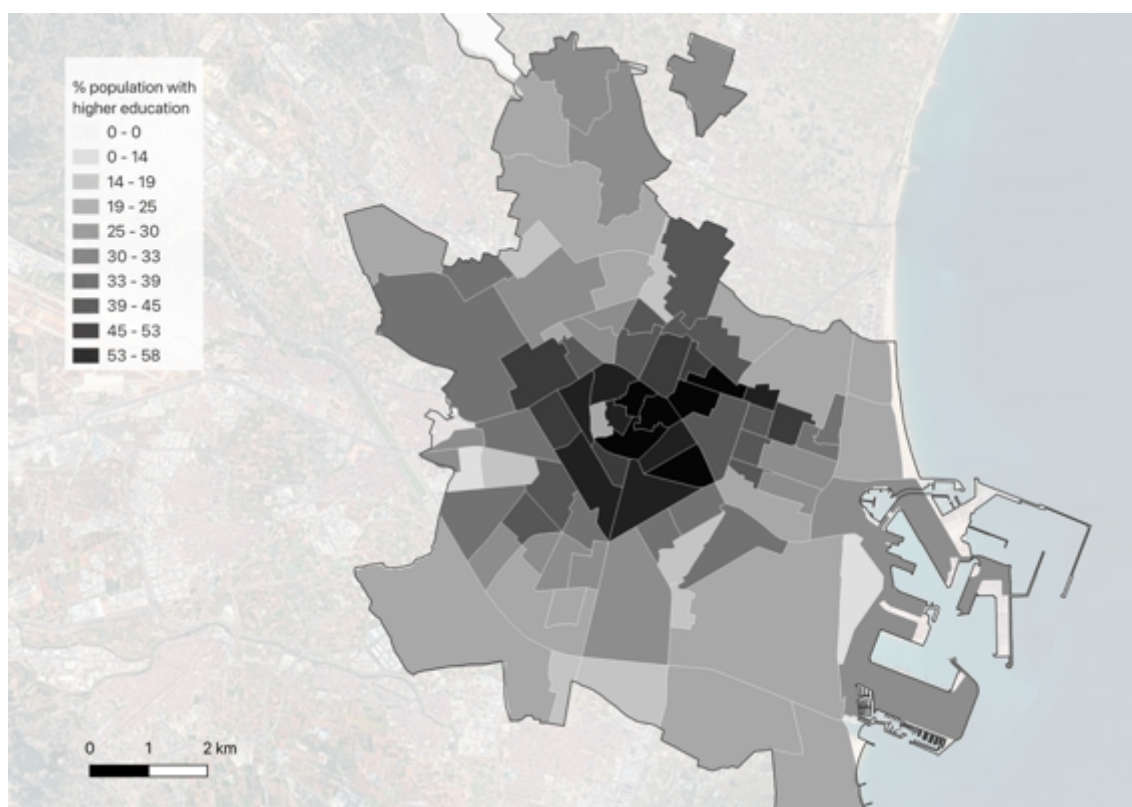 % population with
higher education
0 - 0
0 - 14
14 - 19
19 - 25
25 - 30
30 - 33
33 - 39
39 - 45
45 - 53
53 - 58
0 1 2 km